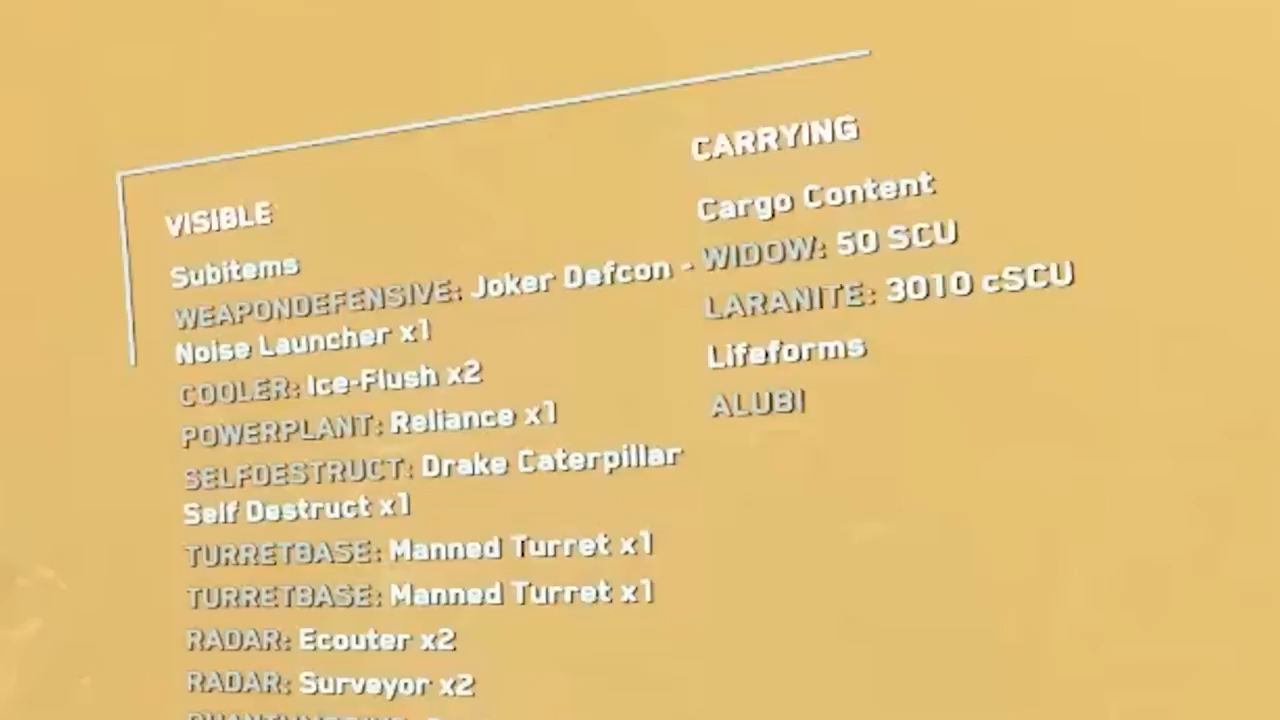 VISIBLE
Subitems
WEAPONDEFENSIVE: Joker Defcon -
Noise Launcher x1
COOLER: Ice-Flush x2
POWERPLANT: Reliance x1
SELFDESTRUCT: Drake Caterpillar
Self Destruct x1
TURRETBASE: Manned Turret x1
TURRETBASE: Manned Turret x1
RADAR: Ecouter x2
RADAR: Surveyor x2
CARRYING
Cargo Content
WIDOW: 50 SCU
LARANITE: 3010 cSCU
Lifeforms
ALUBI